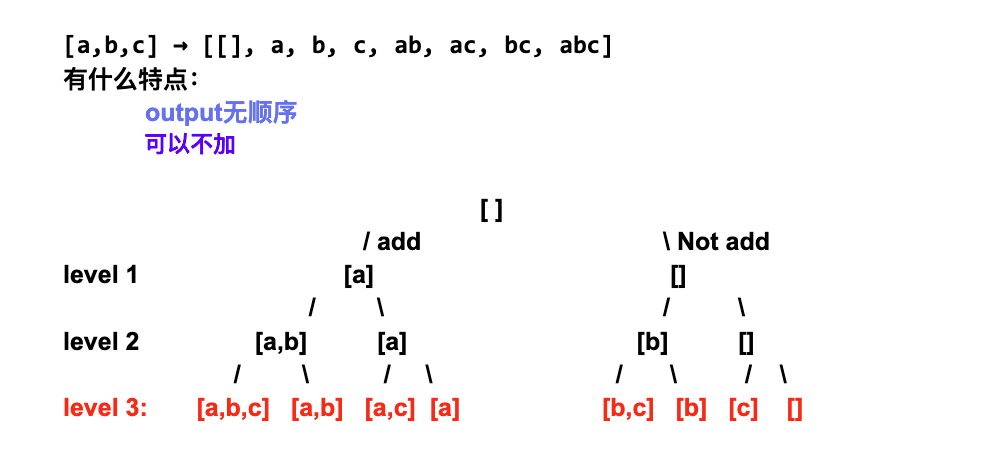 [a,b,c] → [[], a, b, c, ab, ac, bc, abc]
有什么特点：
output无顺序
可以不加
[ ]
/ add \ Not add
level 1 [a] []
/ \ / \
level 2 [a,b] [a] [b] []
/ \ / \ / \ / \
level 3: [a,b,c] [a,b] [a,c] [a] [b,c] [b] [c] []